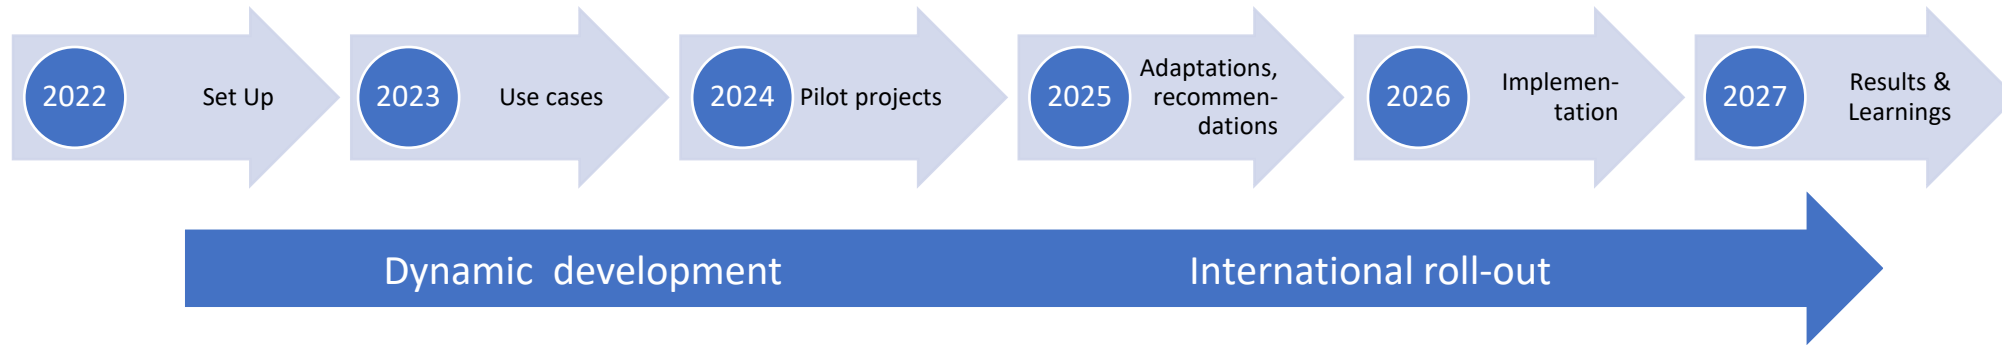 2022
Set Up
2023
Use cases
2024
Pilot projects
2025
Adaptations,
recommen-
dations
2026
Implemen-
tation
2027
Results &
Learnings
Dynamic  development
International roll-out